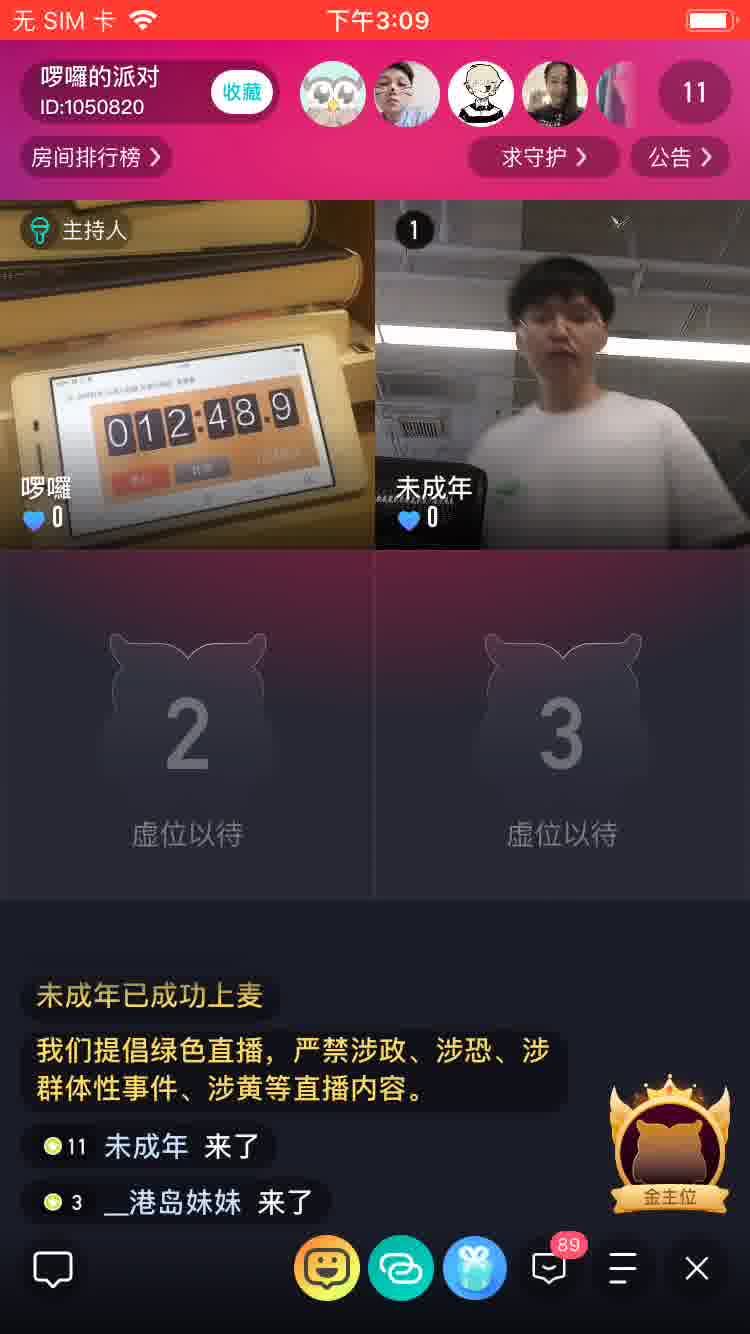 无 SIM 卡
下午3:09
啰囉的派对
ID:1050820
收藏
11
房间排行榜
求守护
公告
主持人
1
012:48.9
啰囉
0
未成年
0
2
3
虚位以待
虚位以待
未成年已成功上麦
我们提倡绿色直播，严禁涉政、涉恐、涉
群体性事件、涉黄等直播内容。
11 未成年 来了
3 __港岛妹妹 来了
金主位
89